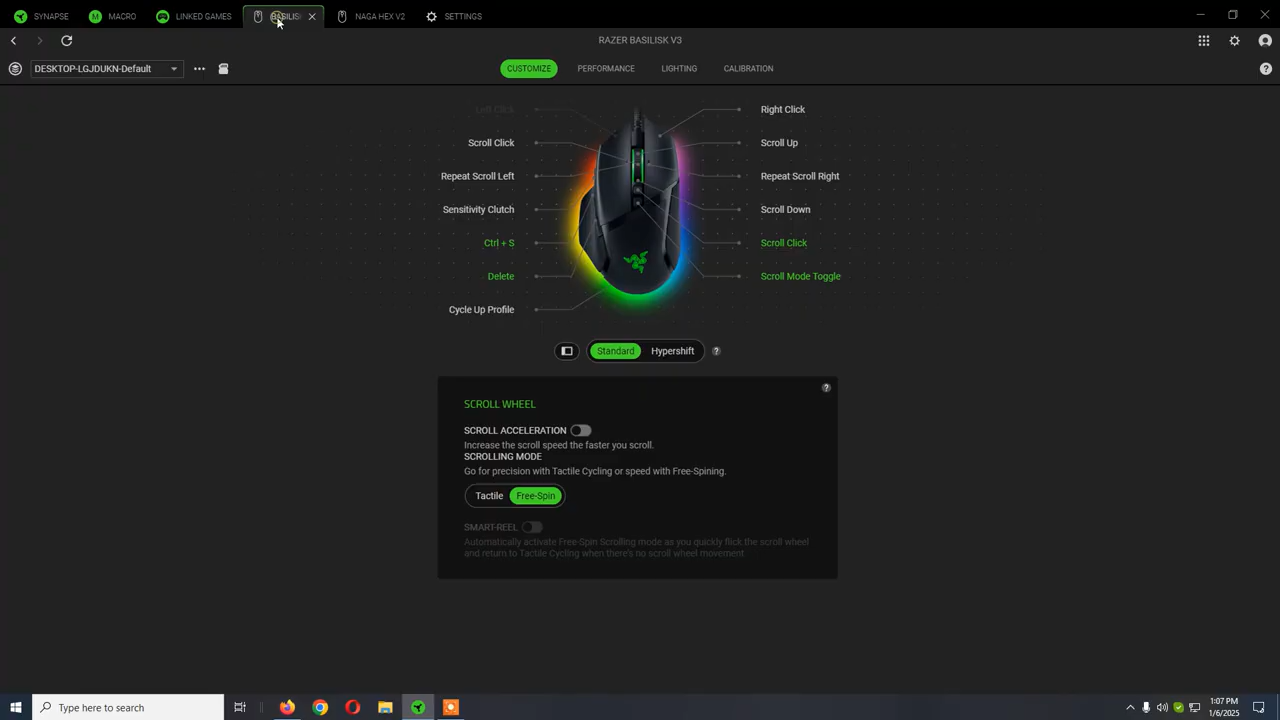 SYNAPSE
MACRO
LINKED GAMES
BASILIS
NAGA HEX V2
SETTINGS
RAZER BASILISK V3
DESKTOP-LGJDUKN-Default
CUSTOMIZE
PERFORMANCE
LIGHTING
CALIBRATION
Left Click
Right Click
Scroll Click
Scroll Up
Repeat Scroll Left
Repeat Scroll Right
Sensitivity Clutch
Scroll Down
Ctrl + S
Scroll Click
Delete
Scroll Mode Toggle
Cycle Up Profile
Standard
Hypershift
?
SCROLL WHEEL
SCROLL ACCELERATION
Increase the scroll speed the faster you scroll.
SCROLLING MODE
Go for precision with Tactile Cycling or speed with Free-Spining.
Tactile
Free-Spin
SMART-REEL
Automatically activate Free-Spin Scrolling mode as you quickly flick the scroll wheel
and return to Tactile Cycling when there's no scroll wheel movement
Type here to search
1:07 PM
1/6/2025